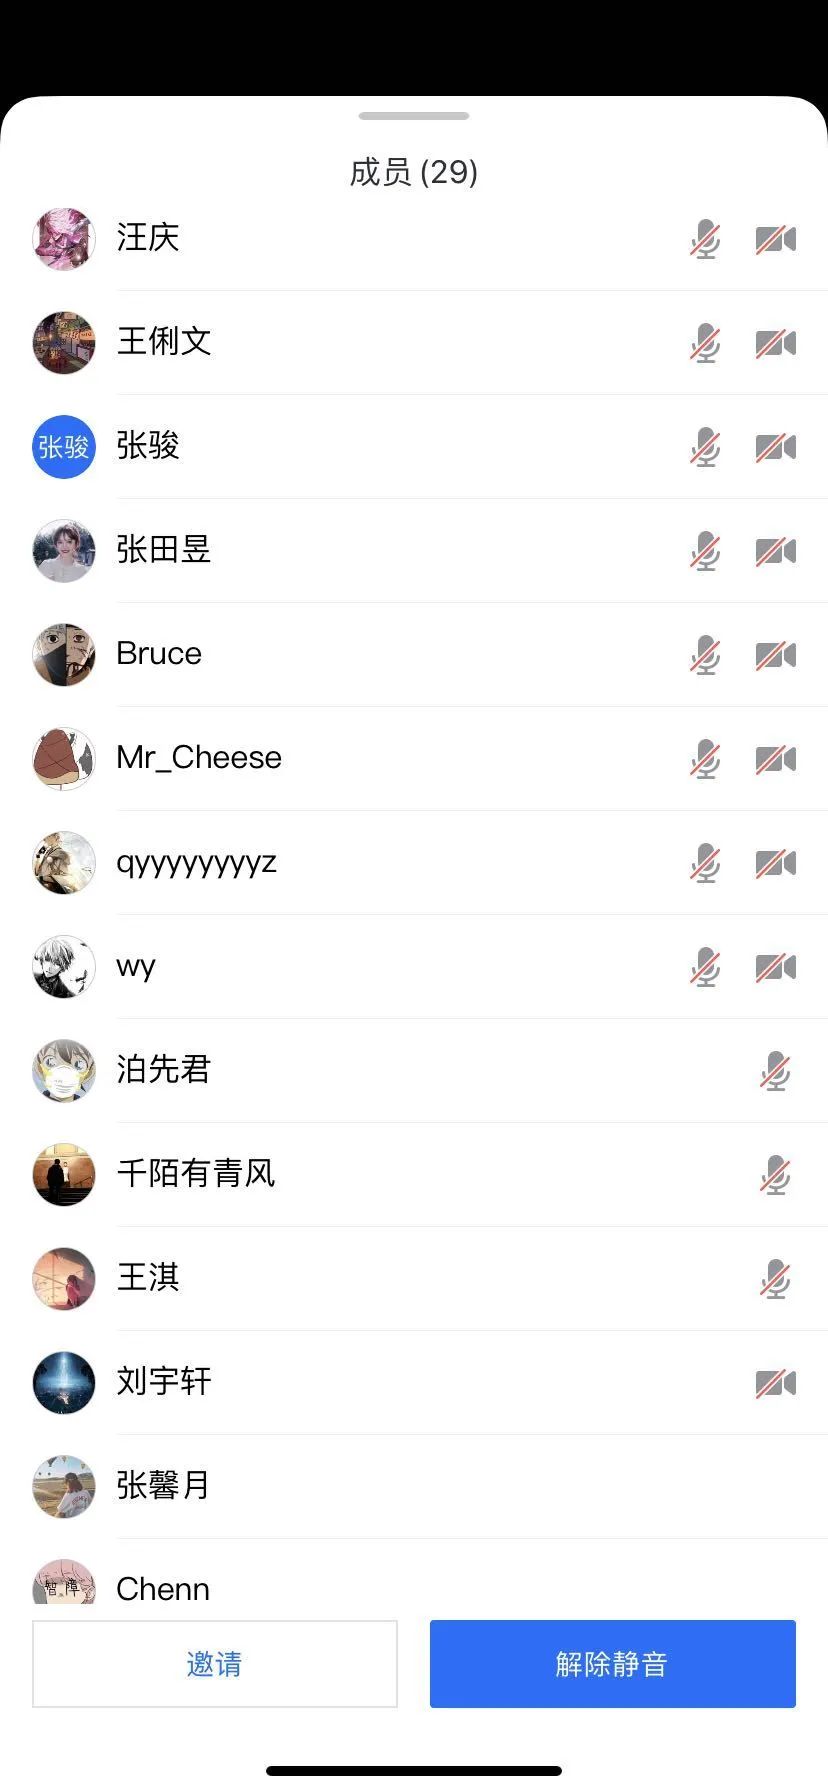 成员 (29)
汪庆
王俐文
张骏
张骏
张田昱
Bruce
Mr_Cheese
qyyyyyyyyz
wy
泊先君
千陌有青风
王淇
刘宇轩
张馨月
智障
Chenn
邀请
解除静音